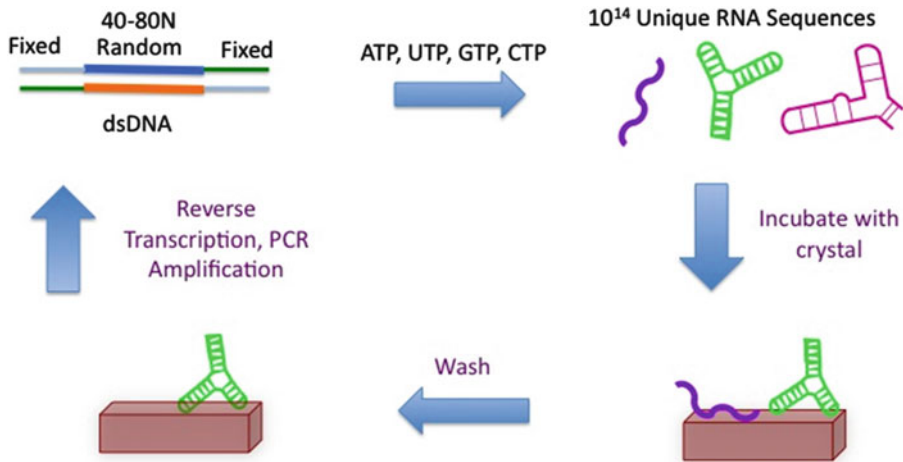 40-80N
Fixed Random Fixed
dsDNA
ATP, UTP, GTP, CTP
10¹⁴ Unique RNA Sequences
Incubate with
crystal
Wash
Reverse
Transcription, PCR
Amplification